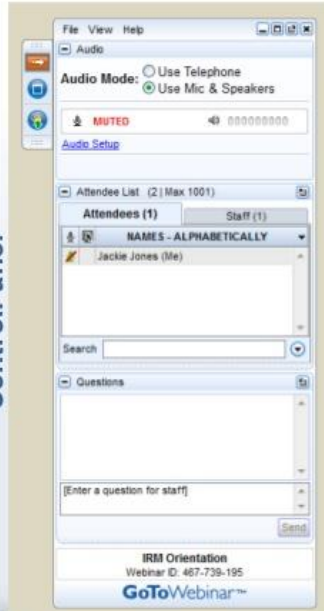 File View Help
Audio
Audio Mode: Use Telephone
Use Mic & Speakers
MUTED 000000000
Audio Setup
Attendee List (2 | Max 1001)
Attendees (1) Staff (1)
NAMES - ALPHABETICALLY
Jackie Jones (Me)
Search
Questions
[Enter a question for staff]
Send
IRM Orientation
Webinar ID: 467-739-195
GoToWebinar™